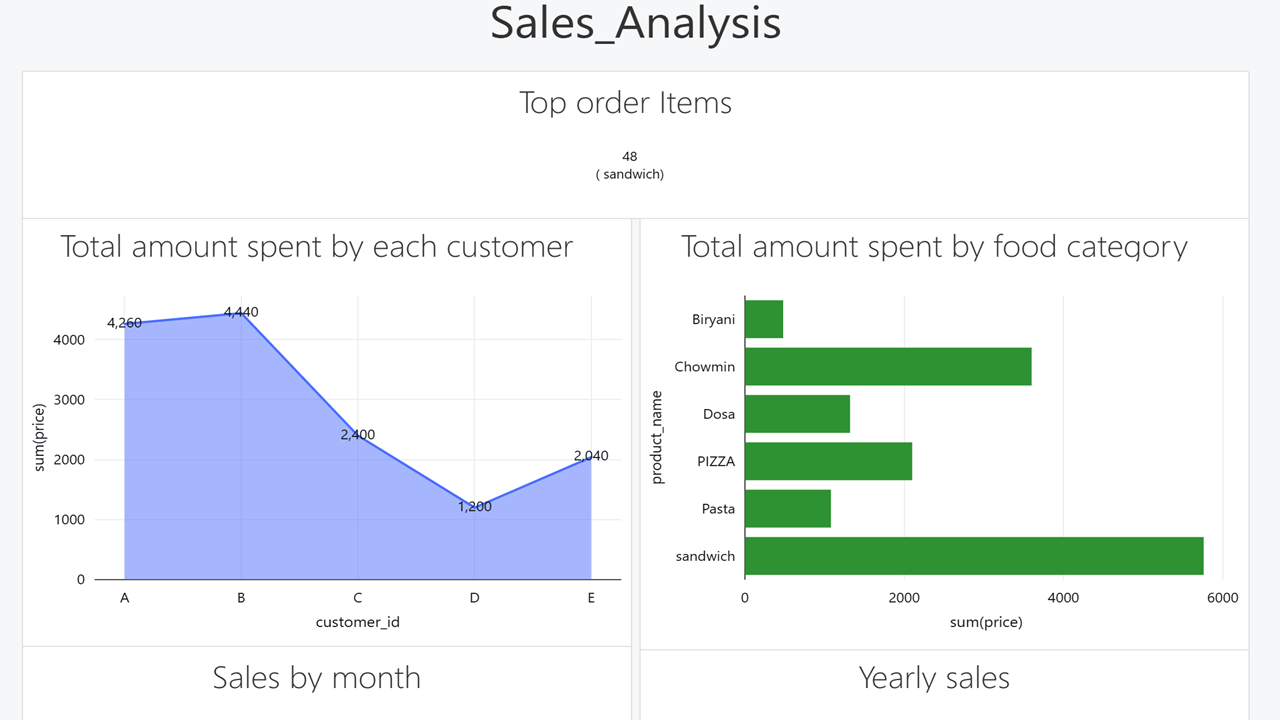 Sales_Analysis
Top order Items
48
( sandwich)
Total amount spent by each customer
sum(price)
4000
3000
2000
1000
0
4,260
4,440
2,400
1,200
2,040
A
B
C
D
E
customer_id
Total amount spent by food category
product_name
Biryani
Chowmin
Dosa
PIZZA
Pasta
sandwich
0
2000
4000
6000
sum(price)
Sales by month
Yearly sales